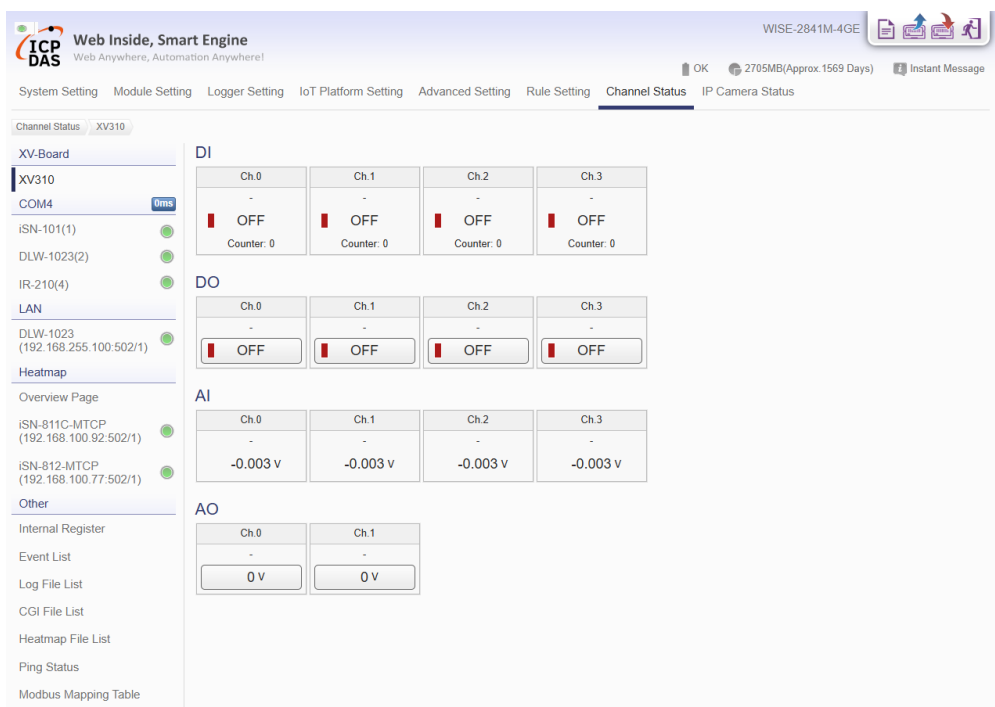 ICP DAS
Web Inside, Smart Engine
Web Anywhere, Automation Anywhere!
WISE-2841M-4GE
OK 2705MB(Approx.1569 Days) Instant Message
System Setting Module Setting Logger Setting IoT Platform Setting Advanced Setting Rule Setting Channel Status IP Camera Status
Channel Status XV310
XV-Board
XV310
COM4 0ms
iSN-101(1)
DLW-1023(2)
IR-210(4)
LAN
DLW-1023
(192.168.255.100:502/1)
Heatmap
Overview Page
iSN-811C-MTCP
(192.168.100.92:502/1)
iSN-812-MTCP
(192.168.100.77:502/1)
Other
Internal Register
Event List
Log File List
CGI File List
Heatmap File List
Ping Status
Modbus Mapping Table
DI
Ch.0 Ch.1 Ch.2 Ch.3
- - - -
OFF OFF OFF OFF
Counter: 0 Counter: 0 Counter: 0 Counter: 0
DO
Ch.0 Ch.1 Ch.2 Ch.3
- - - -
OFF OFF OFF OFF
AI
Ch.0 Ch.1 Ch.2 Ch.3
- - - -
-0.003 V -0.003 V -0.003 V -0.003 V
AO
Ch.0 Ch.1
- -
0 V 0 V